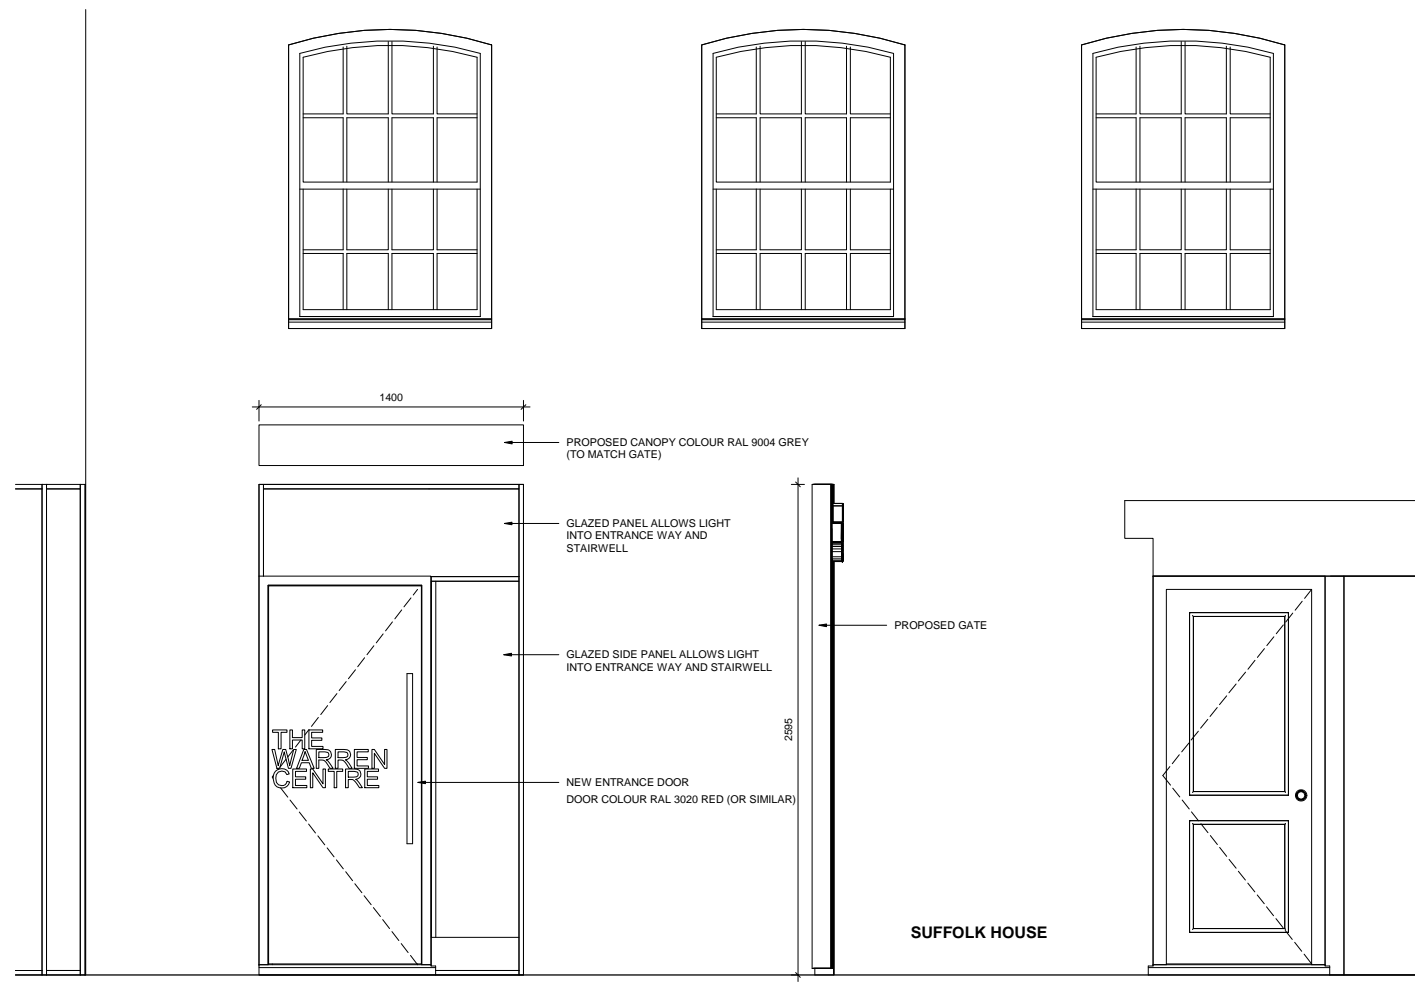 1400
PROPOSED CANOPY COLOUR RAL 9004 GREY
(TO MATCH GATE)
GLAZED PANEL ALLOWS LIGHT
INTO ENTRANCE WAY AND
STAIRWELL
PROPOSED GATE
GLAZED SIDE PANEL ALLOWS LIGHT
INTO ENTRANCE WAY AND STAIRWELL
2595
THE
WARREN
CENTRE
NEW ENTRANCE DOOR
DOOR COLOUR RAL 3020 RED (OR SIMILAR)
SUFFOLK HOUSE